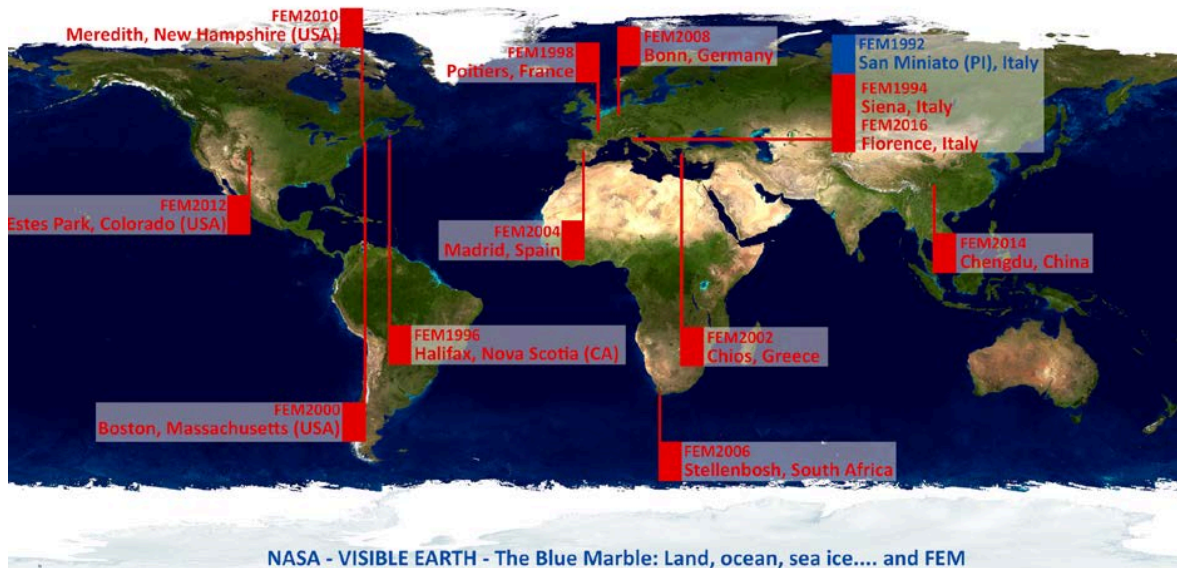 FEM2010
Meredith, New Hampshire (USA)
FEM1998
Poitiers, France
FEM2008
Bonn, Germany
FEM1992
San Miniato (PI), Italy
FEM1994
Siena, Italy
FEM2016
Florence, Italy
FEM2012
Estes Park, Colorado (USA)
FEM2004
Madrid, Spain
FEM2014
Chengdu, China
FEM1996
Halifax, Nova Scotia (CA)
FEM2002
Chios, Greece
FEM2000
Boston, Massachusetts (USA)
FEM2006
Stellenbosh, South Africa
NASA - VISIBLE EARTH - The Blue Marble: Land, ocean, sea ice.... and FEM